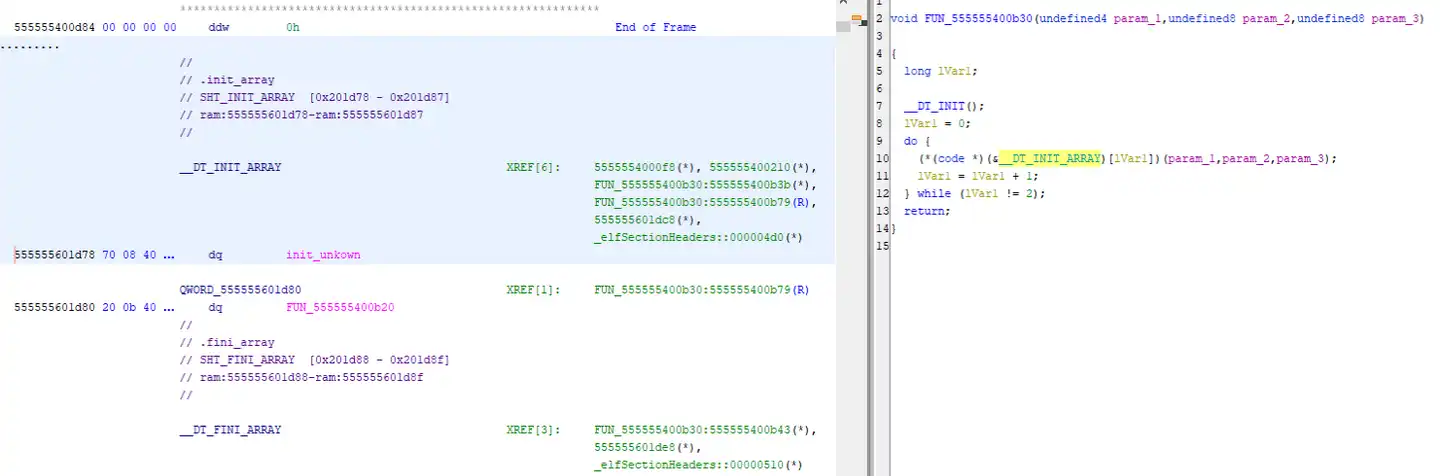 ************************************************************
555555400d84 00 00 00 00 ddw 0h End of Frame
.........
//
// .init_array
// SHT_INIT_ARRAY [0x201d78 - 0x201d87]
// ram:555555601d78-ram:555555601d87
//
__DT_INIT_ARRAY XREF[6]: 5555554000f8(*), 555555400210(*),
FUN_555555400b30:555555400b3b(*),
FUN_555555400b30:555555400b79(R),
555555601dc8(*),
_elfSectionHeaders::000004d0(*)
555555601d78 70 08 40 ... dq init_unkown
QWORD_555555601d80 XREF[1]: FUN_555555400b30:555555400b79(R)
555555601d80 20 0b 40 ... dq FUN_555555400b20
//
// .fini_array
// SHT_FINI_ARRAY [0x201d88 - 0x201d8f]
// ram:555555601d88-ram:555555601d8f
//
__DT_FINI_ARRAY XREF[3]: FUN_555555400b30:555555400b43(*),
555555601de8(*),
_elfSectionHeaders::00000510(*)
1
2 void FUN_555555400b30(undefined4 param_1,undefined8 param_2,undefined8 param_3)
3
4 {
5 long lVar1;
6
7 __DT_INIT();
8 lVar1 = 0;
9 do {
10 (*(code *)(&__DT_INIT_ARRAY)[lVar1])(param_1,param_2,param_3);
11 lVar1 = lVar1 + 1;
12 } while (lVar1 != 2);
13 return;
14 }
15